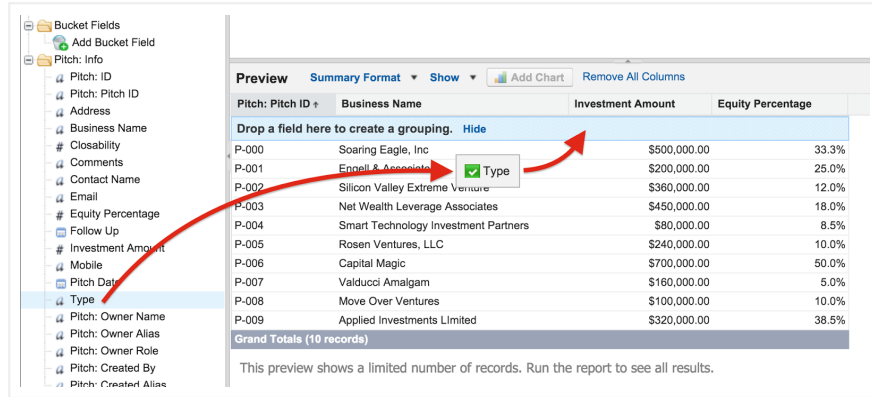 Bucket Fields
Add Bucket Field
Pitch: Info
Pitch: ID
Pitch: Pitch ID
Address
Business Name
Closability
Comments
Contact Name
Email
Equity Percentage
Follow Up
Investment Amount
Mobile
Pitch Date
Type
Pitch: Owner Name
Pitch: Owner Alias
Pitch: Owner Role
Pitch: Created By
Pitch: Created Alias
Preview Summary Format Show Add Chart Remove All Columns
Pitch: Pitch ID Business Name Investment Amount Equity Percentage
Drop a field here to create a grouping. Hide
P-000 Soaring Eagle, Inc $500,000.00 33.3%
P-001 Engell & Associates $200,000.00 25.0%
Type
P-002 Silicon Valley Extreme Venture $360,000.00 12.0%
P-003 Net Wealth Leverage Associates $450,000.00 18.0%
P-004 Smart Technology Investment Partners $80,000.00 8.5%
P-005 Rosen Ventures, LLC $240,000.00 10.0%
P-006 Capital Magic $700,000.00 50.0%
P-007 Valducci Amalgam $160,000.00 5.0%
P-008 Move Over Ventures $100,000.00 10.0%
P-009 Applied Investments LImited $320,000.00 38.5%
Grand Totals (10 records)
This preview shows a limited number of records. Run the report to see all results.